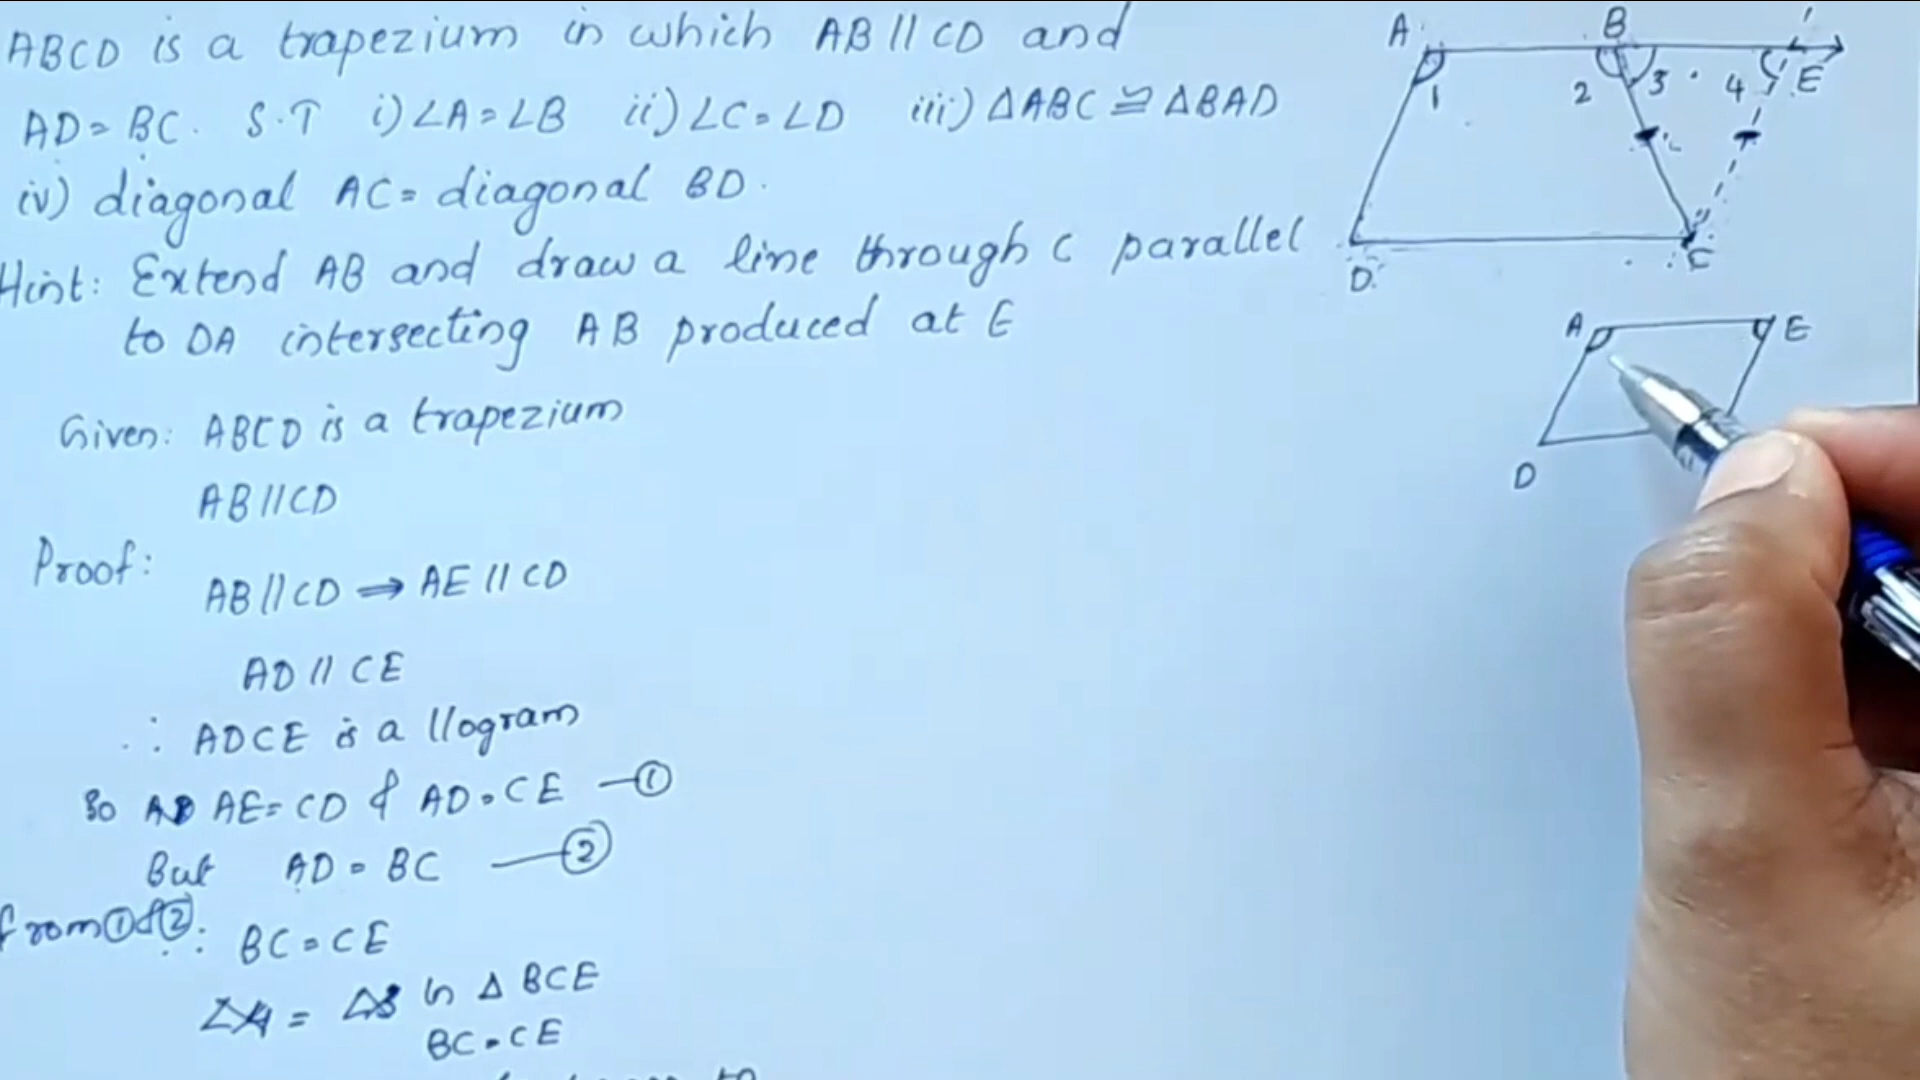 ABCD is a trapezium in which AB // CD and
AD = BC. S.T i) ∠A = ∠B ii) ∠C = ∠D iii) ΔABC ≅ ΔBAD
iv) diagonal AC = diagonal BD.
Hint: Extend AB and draw a line through C parallel
to DA intersecting AB produced at E
Given: ABCD is a trapezium
AB // CD
Proof:
AB // CD ⇒ AE // CD
AD // CE
∴ ADCE is a llogram
So AE = CD & AD = CE —①
But AD = BC —②
from ① & ② ∴ BC = CE
In Δ BCE
BC = CE
A B E
1 2 3 4
D C
A E
D